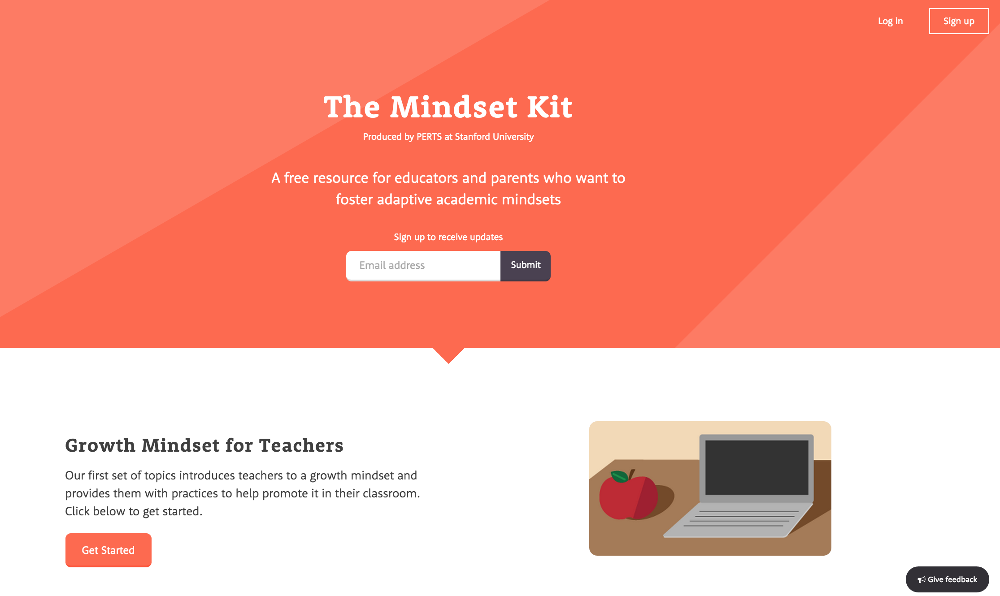 Log in
Sign up
The Mindset Kit
Produced by PERTS at Stanford University
A free resource for educators and parents who want to
foster adaptive academic mindsets
Sign up to receive updates
Email address
Submit
Growth Mindset for Teachers
Our first set of topics introduces teachers to a growth mindset and
provides them with practices to help promote it in their classroom.
Click below to get started.
Get Started
Give feedback